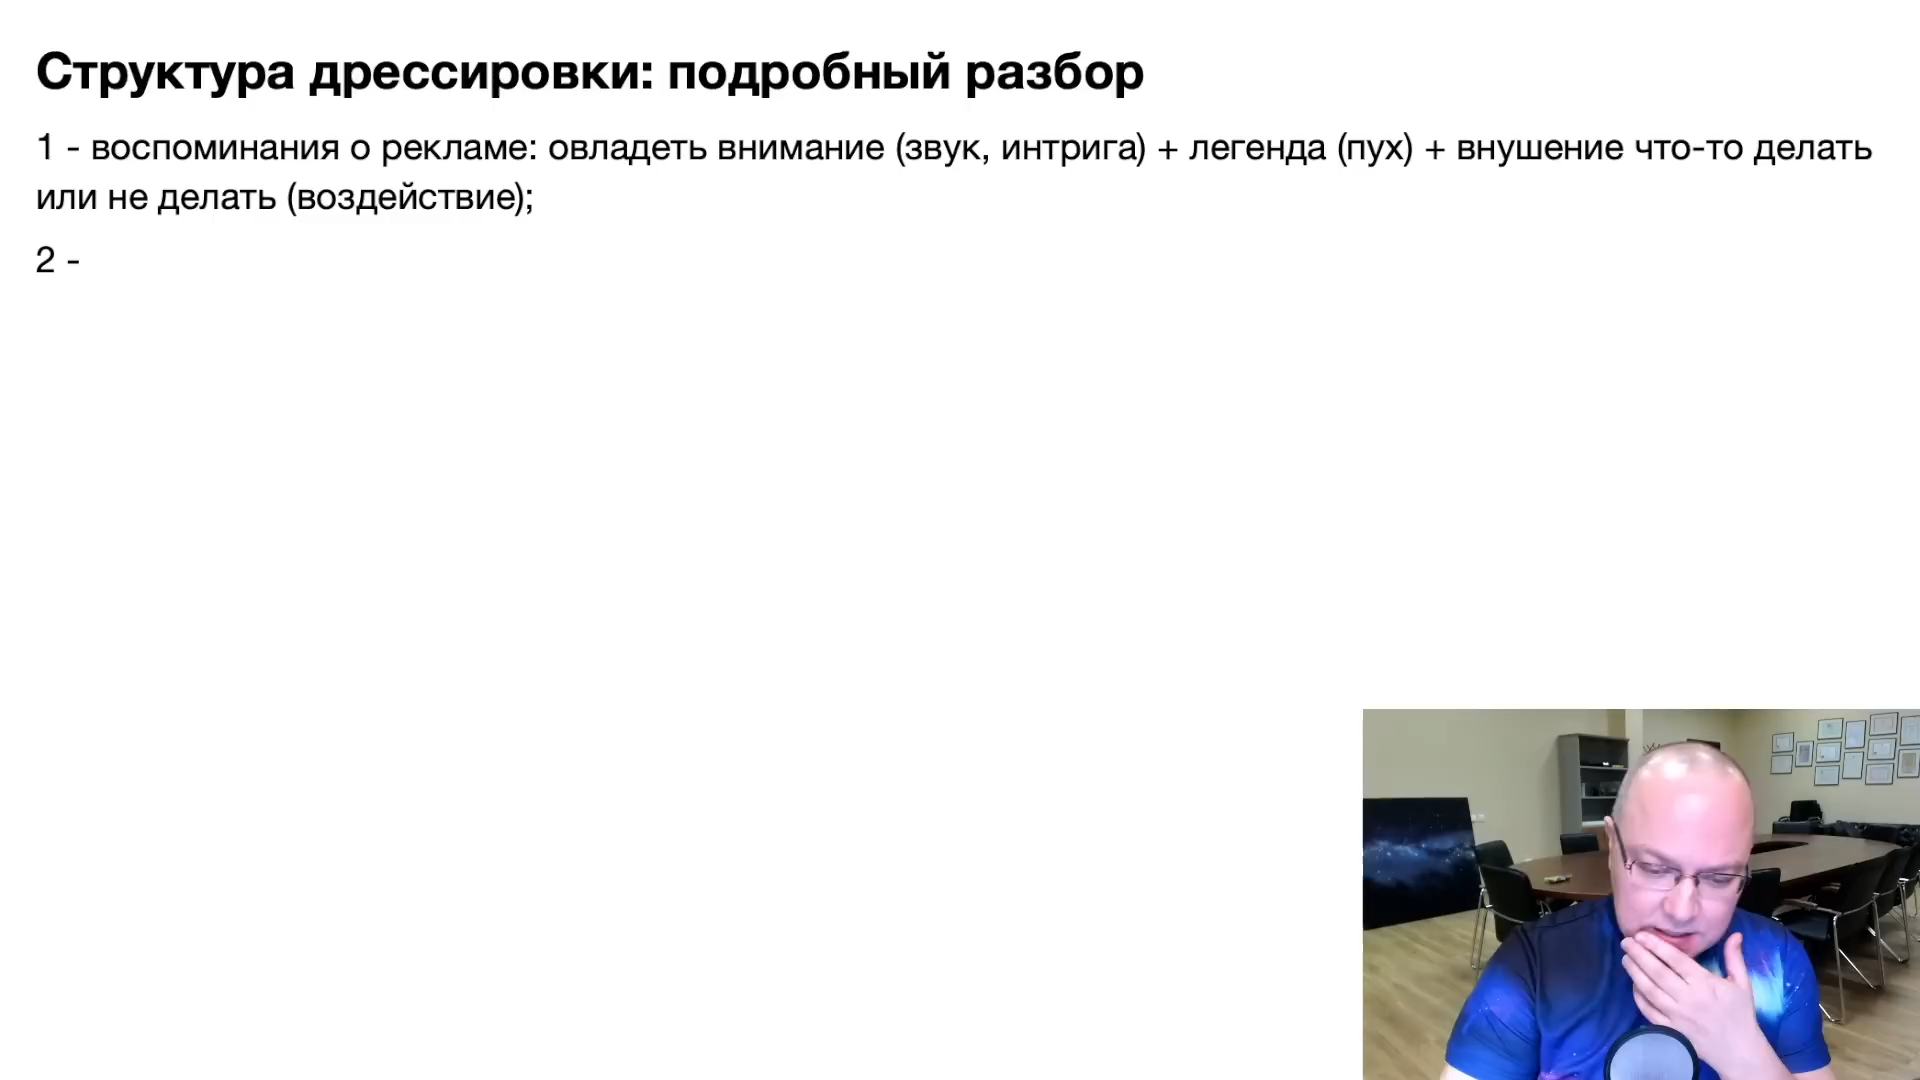 Структура дрессировки: подробный разбор
1 - воспоминания о рекламе: овладеть внимание (звук, интрига) + легенда (пух) + внушение что-то делать
или не делать (воздействие);
2 -